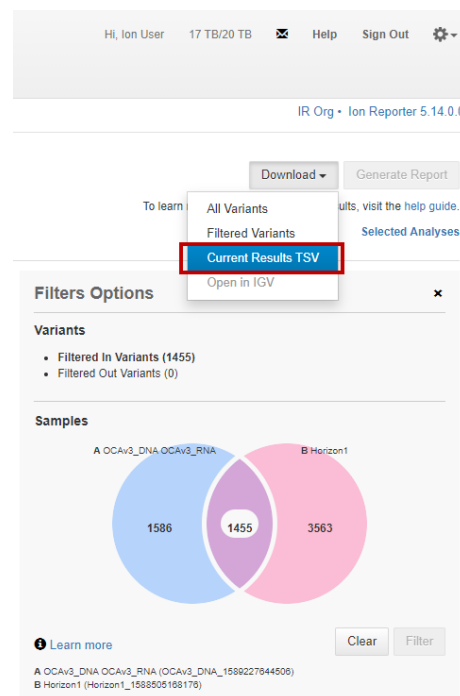 Hi, Ion User 17 TB/20 TB Help Sign Out
IR Org • Ion Reporter 5.14.0.
Download Generate Report
To learn ults, visit the help guide.
All Variants
Filtered Variants Selected Analyses
Current Results TSV
Open in IGV
Filters Options ×
Variants
• Filtered In Variants (1455)
• Filtered Out Variants (0)
Samples
A OCAv3_DNA OCAv3_RNA B Horizon1
1586 1455 3563
Learn more Clear Filter
A OCAv3_DNA OCAv3_RNA (OCAv3_DNA_1589227644506)
B Horizon1 (Horizon1_1588505168176)